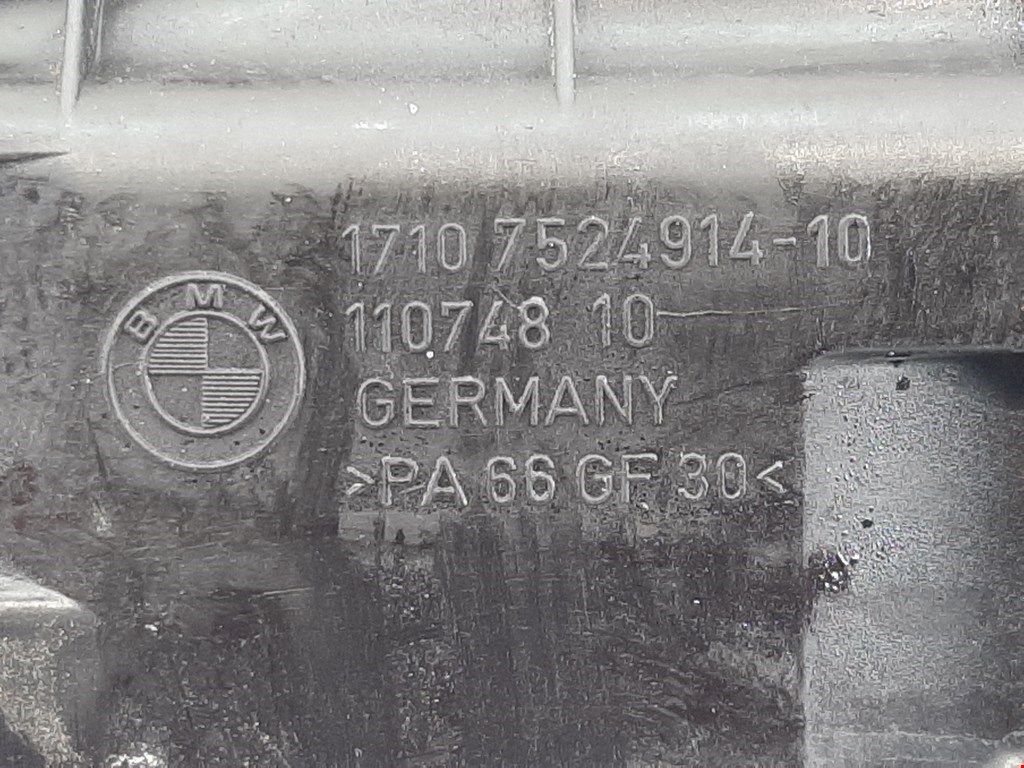 BMW
1710 7524914-10
110748 10
GERMANY
>PA 66 GF 30<